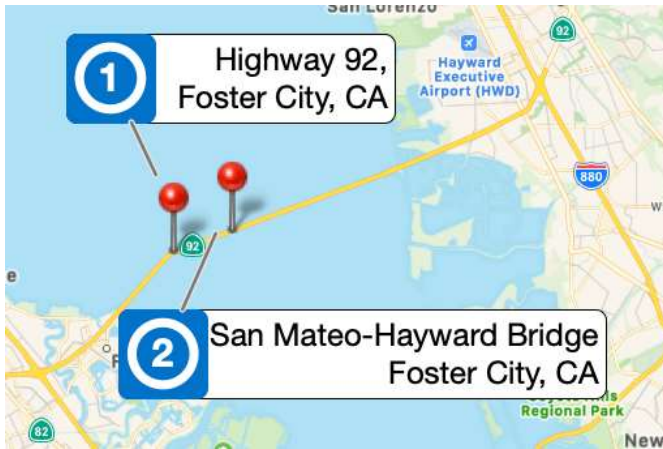 San Lorenzo
92
1
Highway 92,
Foster City, CA
Hayward
Executive
Airport (HWD)
880
W
92
e
2
San Mateo-Hayward Bridge
Foster City, CA
Regional Park
82
New